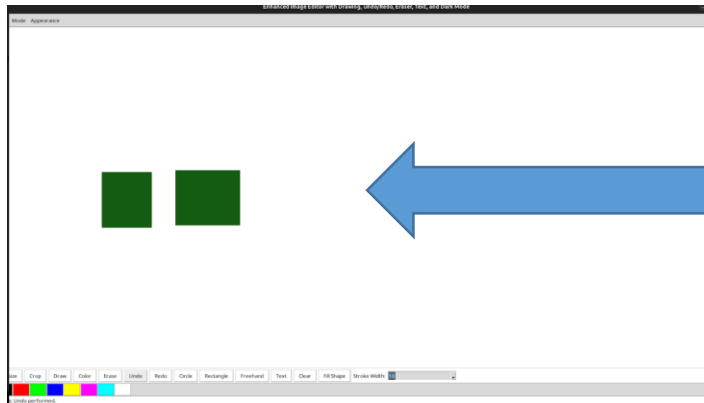 Enhanced Image Editor with Drawing, Undo/Redo, Eraser, Text, and Dark Mode
Mode Appearance
Crop Draw Color Erase Undo Redo Circle Rectangle Freehand Text Clear Fill Shape Stroke Width:
Undo performed.